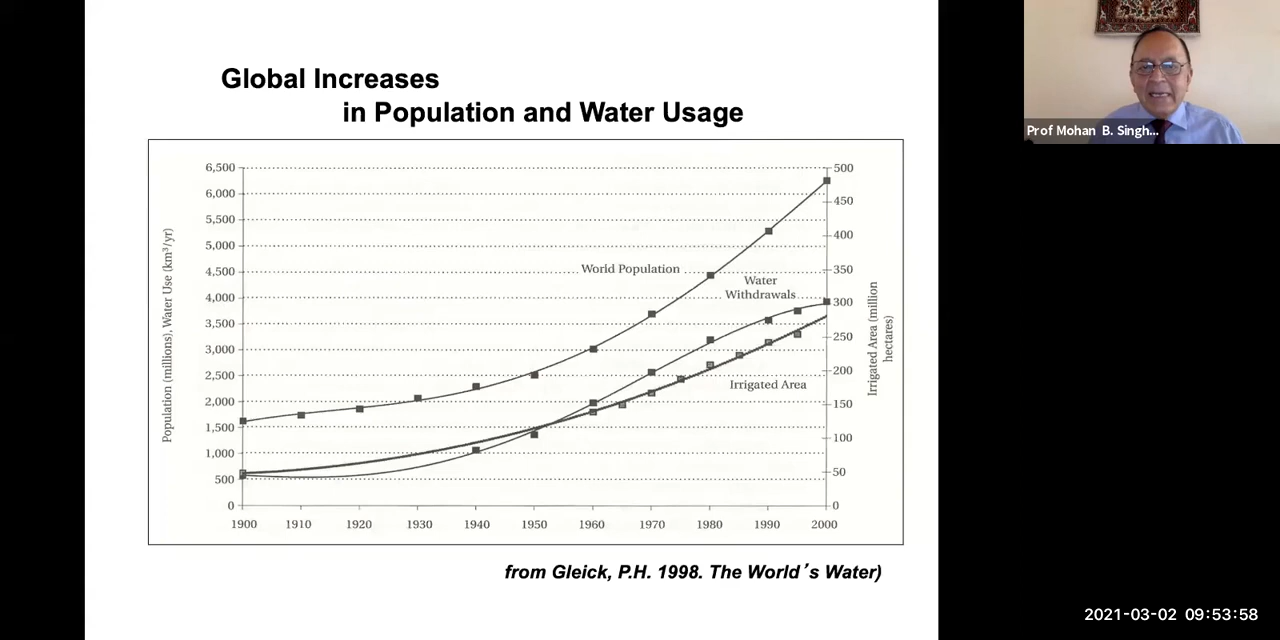 Global Increases
in Population and Water Usage
Prof Mohan B. Singh...
6,500
6,000
5,500
5,000
4,500
4,000
3,500
3,000
2,500
2,000
1,500
1,000
500
0
Population (millions), Water Use (km³/yr)
World Population
Water
Withdrawals
Irrigated Area
500
450
400
350
300
250
200
150
100
50
0
Irrigated Area (million
hectares)
1900 1910 1920 1930 1940 1950 1960 1970 1980 1990 2000
from Gleick, P.H. 1998. The World's Water)
2021-03-02 09:53:58